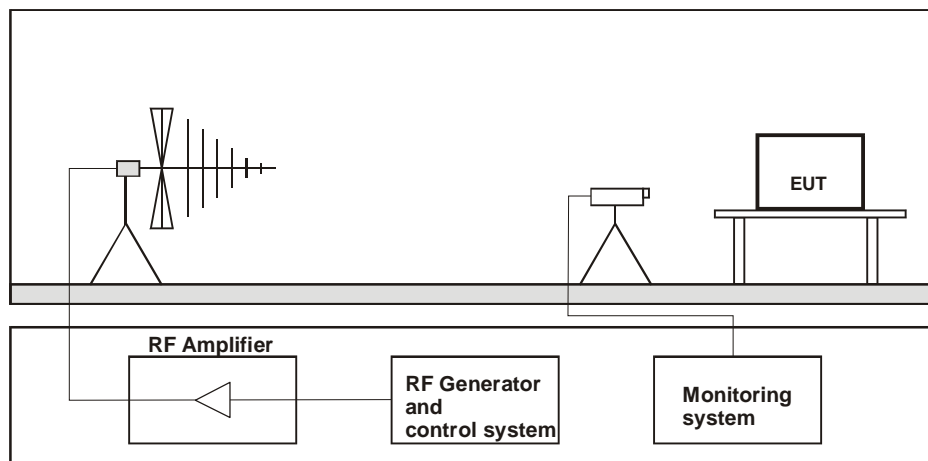 EUT
RF Amplifier
RF Generator
and
control system
Monitoring
system